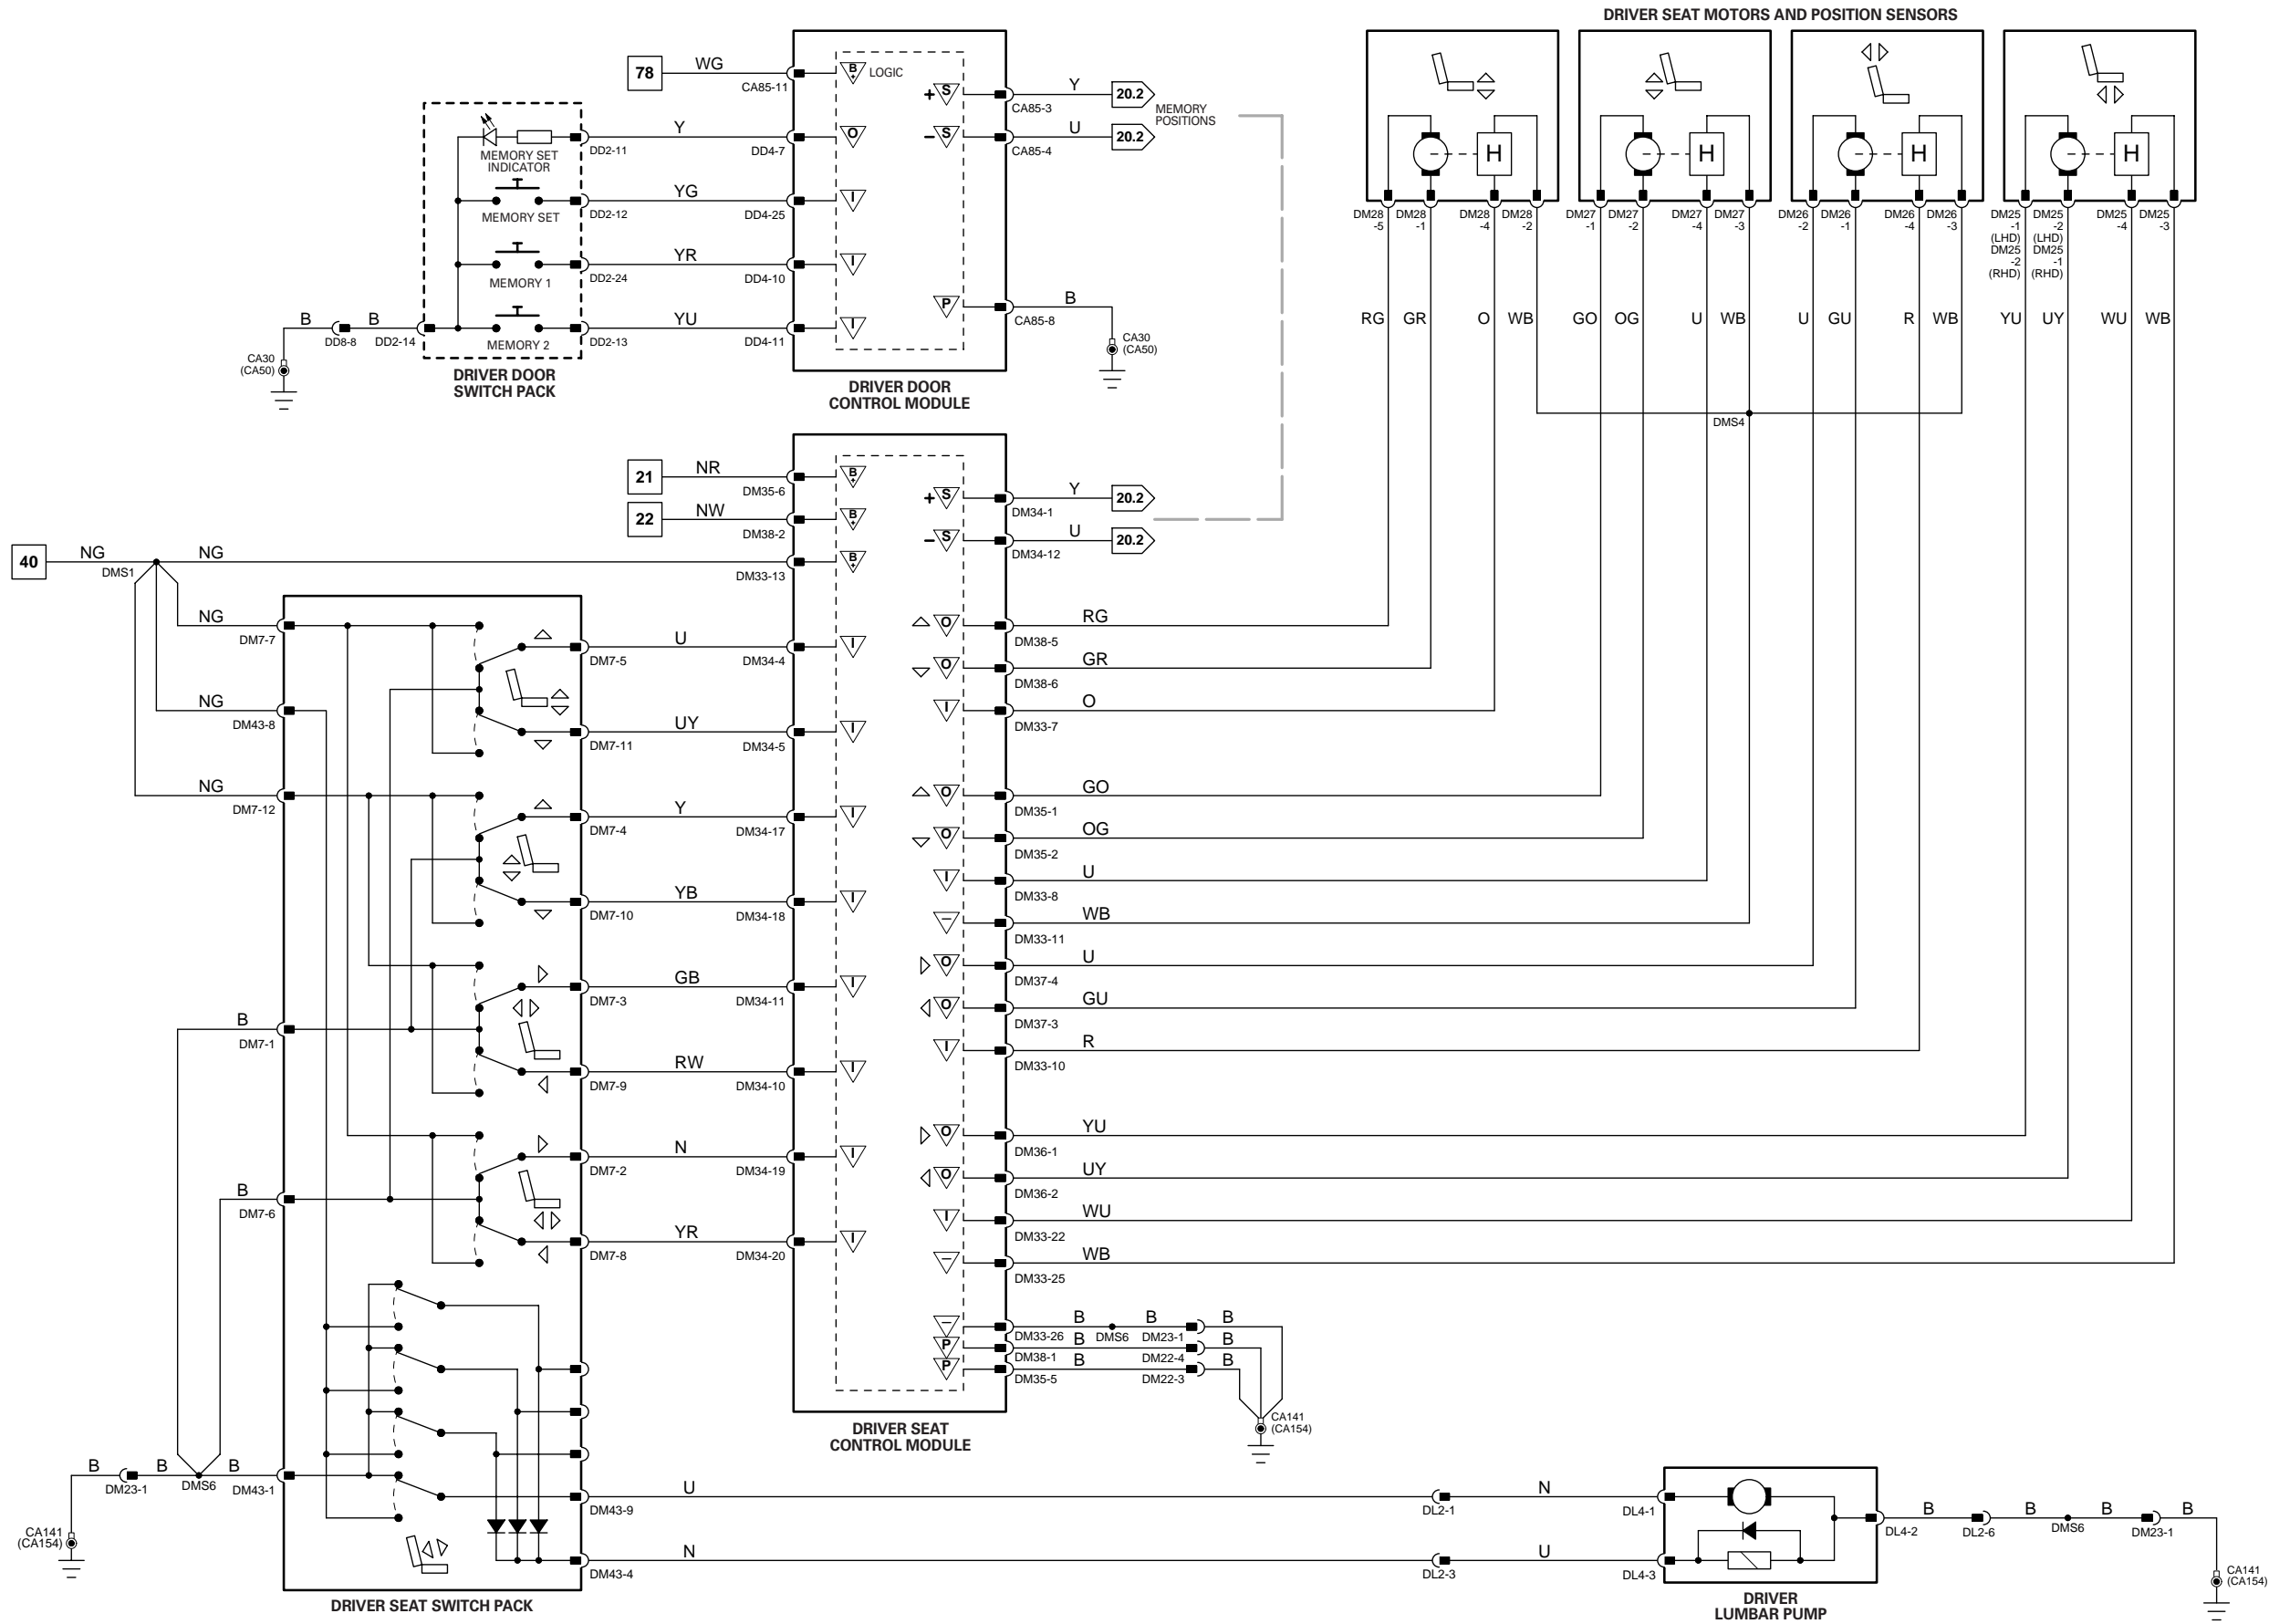 DRIVER SEAT MOTORS AND POSITION SENSORS
78
WG
CA85-11
B
+
LOGIC
+
S
CA85-3
Y
20.2
MEMORY
POSITIONS
MEMORY SET
INDICATOR
DD2-11
Y
DD4-7
O
–
S
CA85-4
U
20.2
MEMORY SET
DD2-12
YG
DD4-25
I
MEMORY 1
DD2-24
YR
DD4-10
I
P
CA85-8
B
CA30
(CA50)
B
DD8-8
B
DD2-14
MEMORY 2
DD2-13
YU
DD4-11
I
CA30
(CA50)
DRIVER DOOR
SWITCH PACK
DRIVER DOOR
CONTROL MODULE
H
H
H
H
DM28
-5
DM28
-1
DM28
-4
DM28
-2
DM27
-1
DM27
-2
DM27
-4
DM27
-3
DM26
-2
DM26
-1
DM26
-4
DM26
-3
DM25
-1
(LHD)
DM25
-2
(RHD)
DM25
-2
(LHD)
DM25
-1
(RHD)
DM25
-4
DM25
-3
RG GR O WB GO OG U WB U GU R WB YU UY WU WB
DMS4
21
NR
DM35-6
B
+
22
NW
DM38-2
B
+
+
S
DM34-1
Y
20.2
–
S
DM34-12
U
20.2
40
NG
DMS1
NG
DM33-13
B
+
NG
DM7-7
NG
DM43-8
NG
DM7-12
B
DM7-1
B
DM7-6
DM7-5
U
DM34-4
I
DM7-11
UY
DM34-5
I
DM7-4
Y
DM34-17
I
DM7-10
YB
DM34-18
I
DM7-3
GB
DM34-11
I
DM7-9
RW
DM34-10
I
DM7-2
N
DM34-19
I
DM7-8
YR
DM34-20
I
O
DM38-5
RG
O
DM38-6
GR
I
DM33-7
O
O
DM35-1
GO
O
DM35-2
OG
I
DM33-8
U
–
DM33-11
WB
O
DM37-4
U
O
DM37-3
GU
I
DM33-10
R
O
DM36-1
YU
O
DM36-2
UY
I
DM33-22
WU
–
DM33-25
WB
–
DM33-26
B
DMS6
B
DM23-1
B
P
DM38-1
B
DM22-4
B
P
DM35-5
B
DM22-3
B
CA141
(CA154)
DRIVER SEAT
CONTROL MODULE
B
DM23-1
B
DMS6
B
DM43-1
CA141
(CA154)
DM43-9
U
DL2-1
N
DL4-1
DM43-4
N
DL2-3
U
DL4-3
DL4-2
B
DL2-6
B
DMS6
B
DM23-1
B
CA141
(CA154)
DRIVER SEAT SWITCH PACK
DRIVER
LUMBAR PUMP